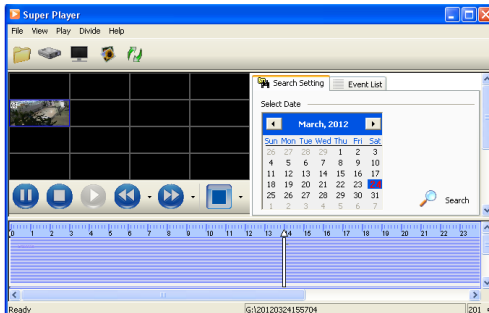 Super Player
File View Play Divide Help
Search Setting Event List
Select Date
March, 2012
Sun Mon Tue Wed Thu Fri Sat
26 27 28 29 1 2 3
4 5 6 7 8 9 10
11 12 13 14 15 16 17
18 19 20 21 22 23
25 26 27 28 29 30 31
1 2 3 4 5 6 7
Search
0 1 2 3 4 5 6 7 8 9 10 11 12 13 14 15 16 17 18 19 20 21 22 23
Ready G:\20120324155704 201